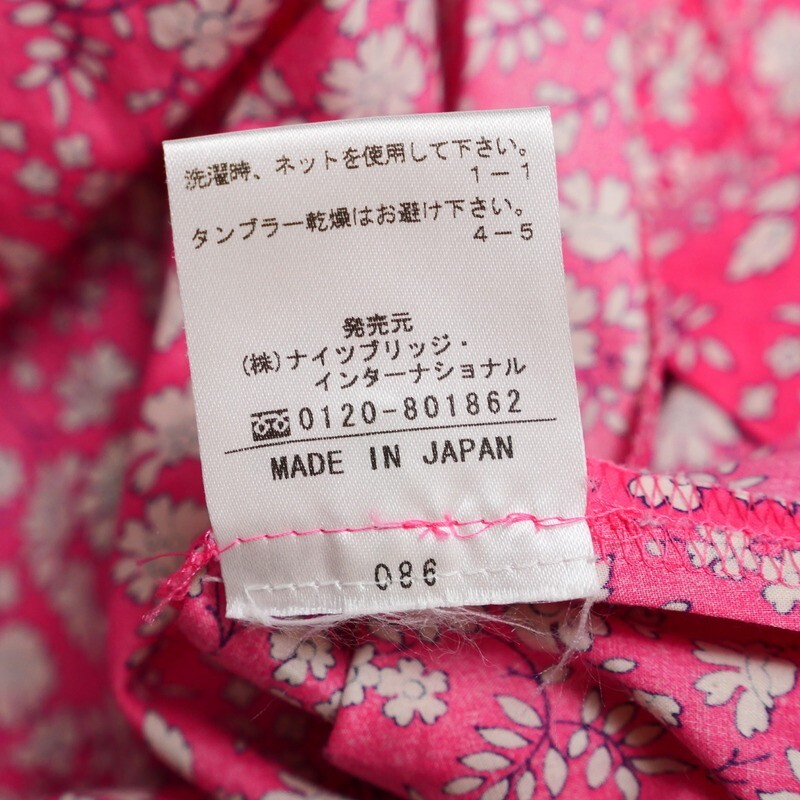 洗濯時、ネットを使用して下さい。
1-1
タンブラー乾燥はお避け下さい。
4-5
発売元
(株)ナイツブリッジ・
インターナショナル
0120-801862
MADE IN JAPAN
086